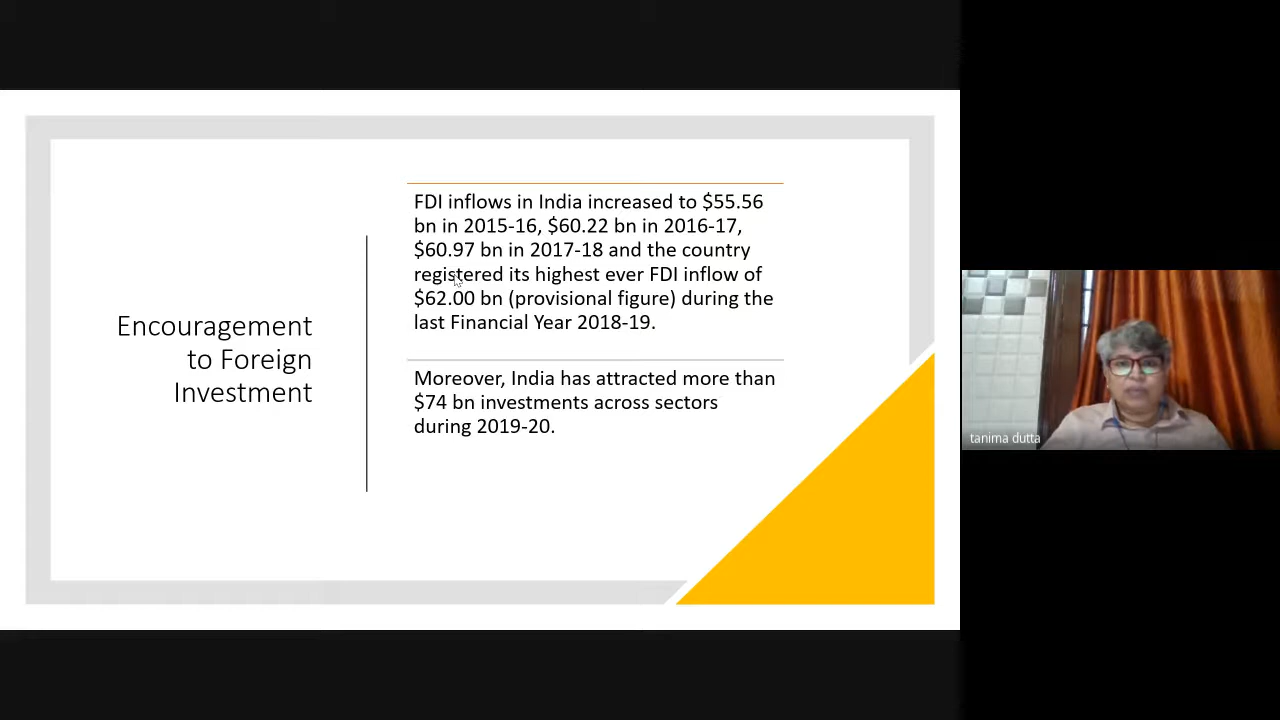 Encouragement
to Foreign
Investment
FDI inflows in India increased to $55.56
bn in 2015-16, $60.22 bn in 2016-17,
$60.97 bn in 2017-18 and the country
registered its highest ever FDI inflow of
$62.00 bn (provisional figure) during the
last Financial Year 2018-19.
Moreover, India has attracted more than
$74 bn investments across sectors
during 2019-20.
tanima dutta